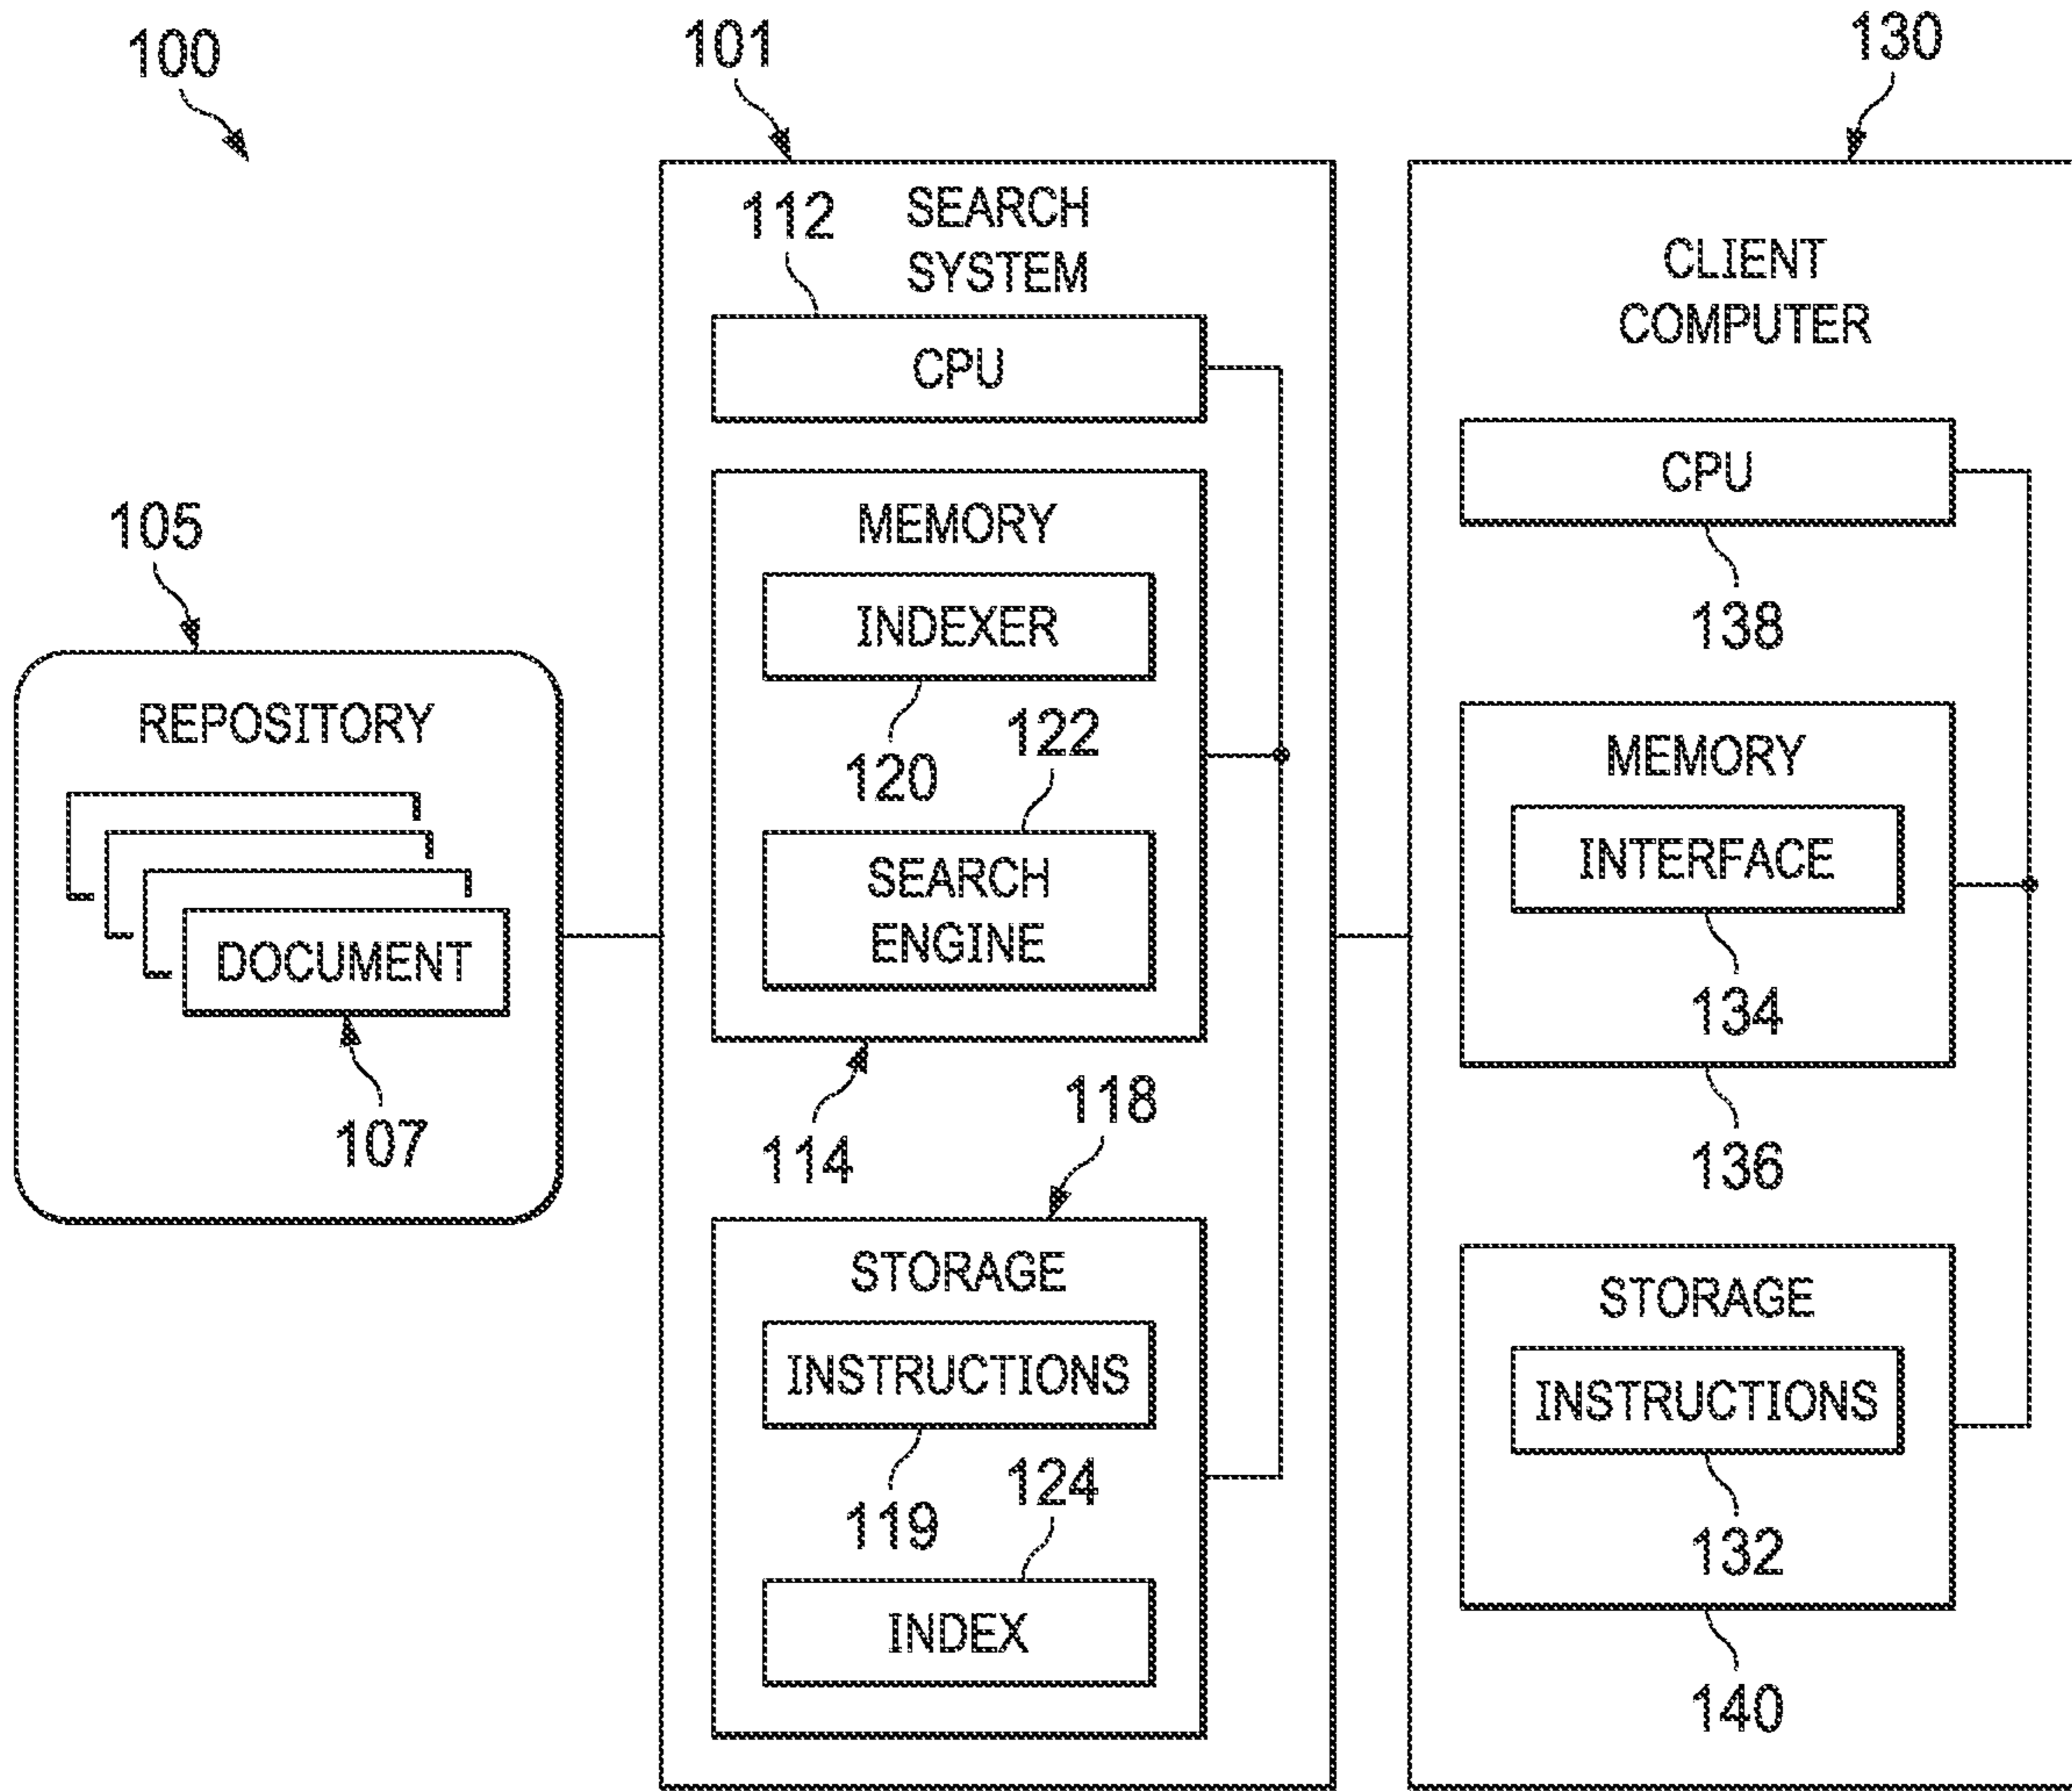 100
101
130
112
SEARCH
SYSTEM
CPU
CLIENT
COMPUTER
CPU
138
105
REPOSITORY
DOCUMENT
107
MEMORY
INDEXER
120
122
SEARCH
ENGINE
114
118
MEMORY
INTERFACE
134
136
STORAGE
INSTRUCTIONS
119
124
INDEX
STORAGE
INSTRUCTIONS
132
140